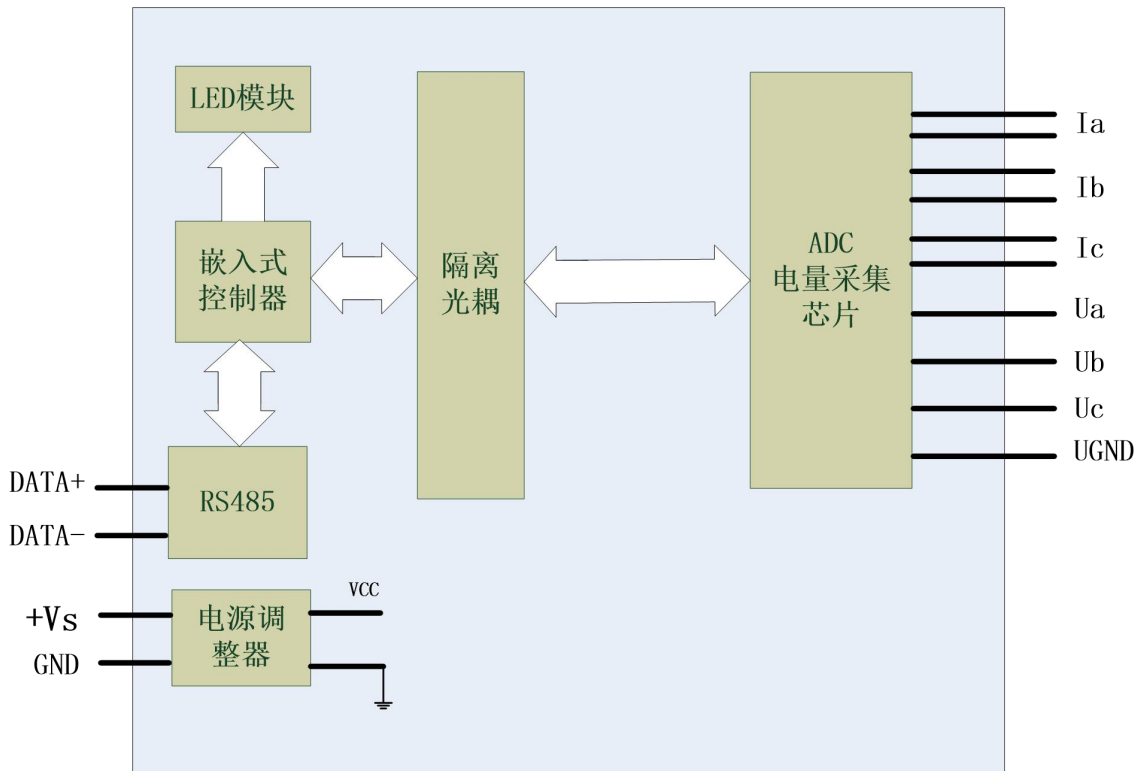 LED模块
嵌入式
控制器
隔离
光耦
ADC
电量采集
芯片
Ia
Ib
Ic
Ua
Ub
Uc
UGND
DATA+
DATA-
RS485
+Vs
GND
电源调
整器
VCC